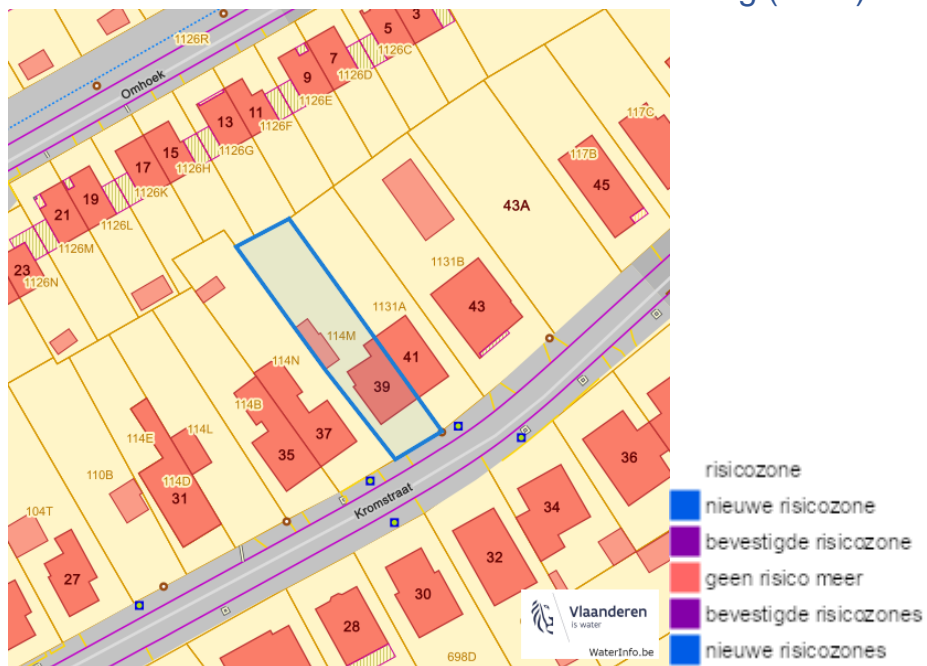 g (
)
1126R
Omhoek
5
3
1126C
7
1126D
9
1126E
11
1126F
13
1126G
15
1126H
17
1126K
19
1126L
21
1126M
23
1126N
117C
117B
45
43A
1131B
43
1131A
41
114M
39
114N
114B
37
35
114L
114E
114D
31
110B
104T
27
Kromstraat
36
34
32
30
28
698D
Vlaanderen
is water
WaterInfo.be
risicozone
nieuwe risicozone
bevestigde risicozone
geen risico meer
bevestigde risicozones
nieuwe risicozones